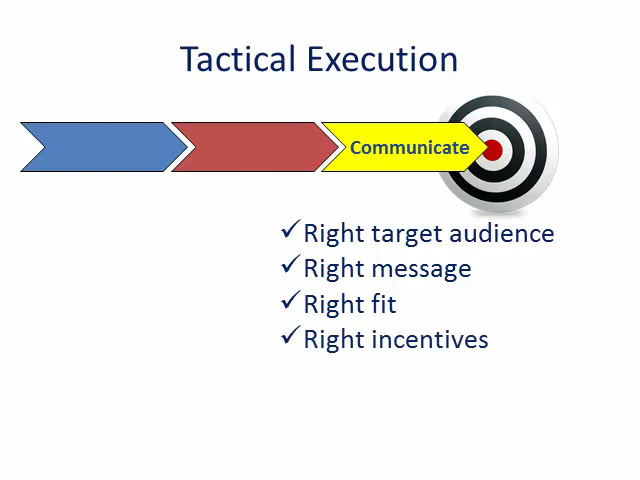 Tactical Execution
Communicate
✓Right target audience
✓Right message
✓Right fit
✓Right incentives